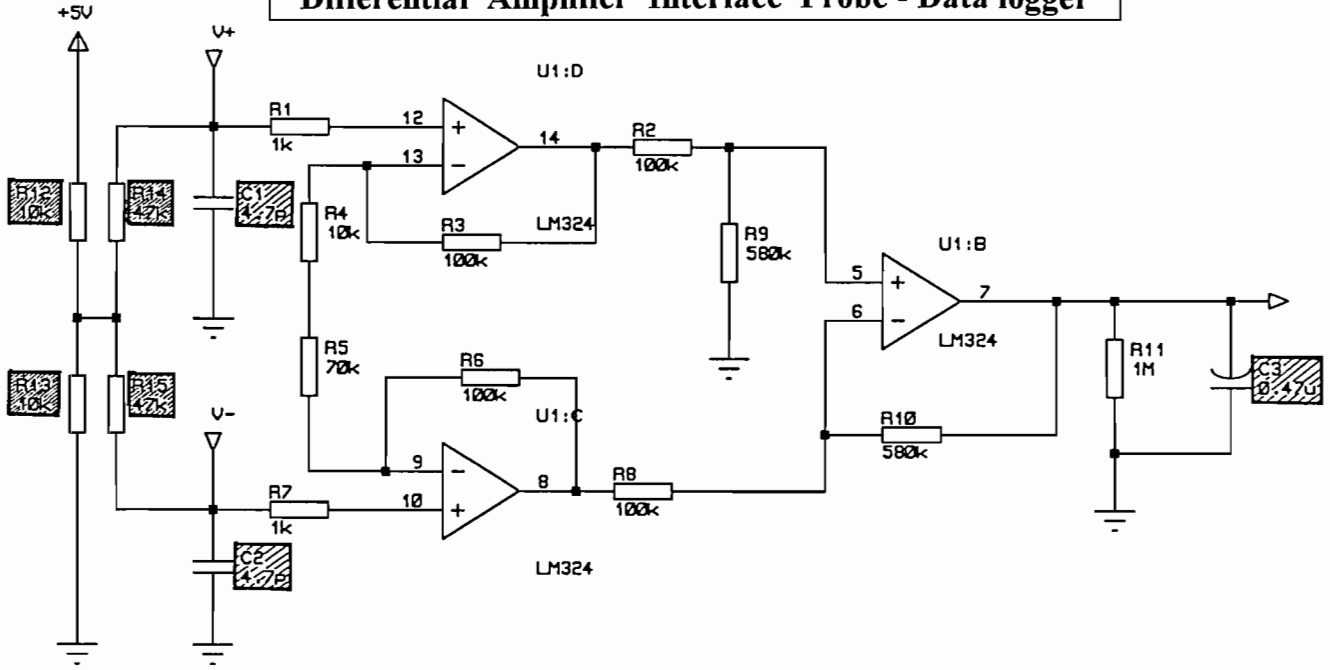 Differential Amplifier Interface Probe - Data logger
+5V
V+
U1:D
R1
1k
12
13
14
R2
100k
R12
10k
R14
47k
C1
4.7p
R4
10k
R3
100k
LM324
R9
580k
U1:B
5
6
7
LM324
R5
70k
R6
100k
U1:C
R11
1M
C3
0.47u
R13
10k
R15
47k
V-
R10
580k
9
10
8
R7
1k
R8
100k
C2
4.7p
LM324